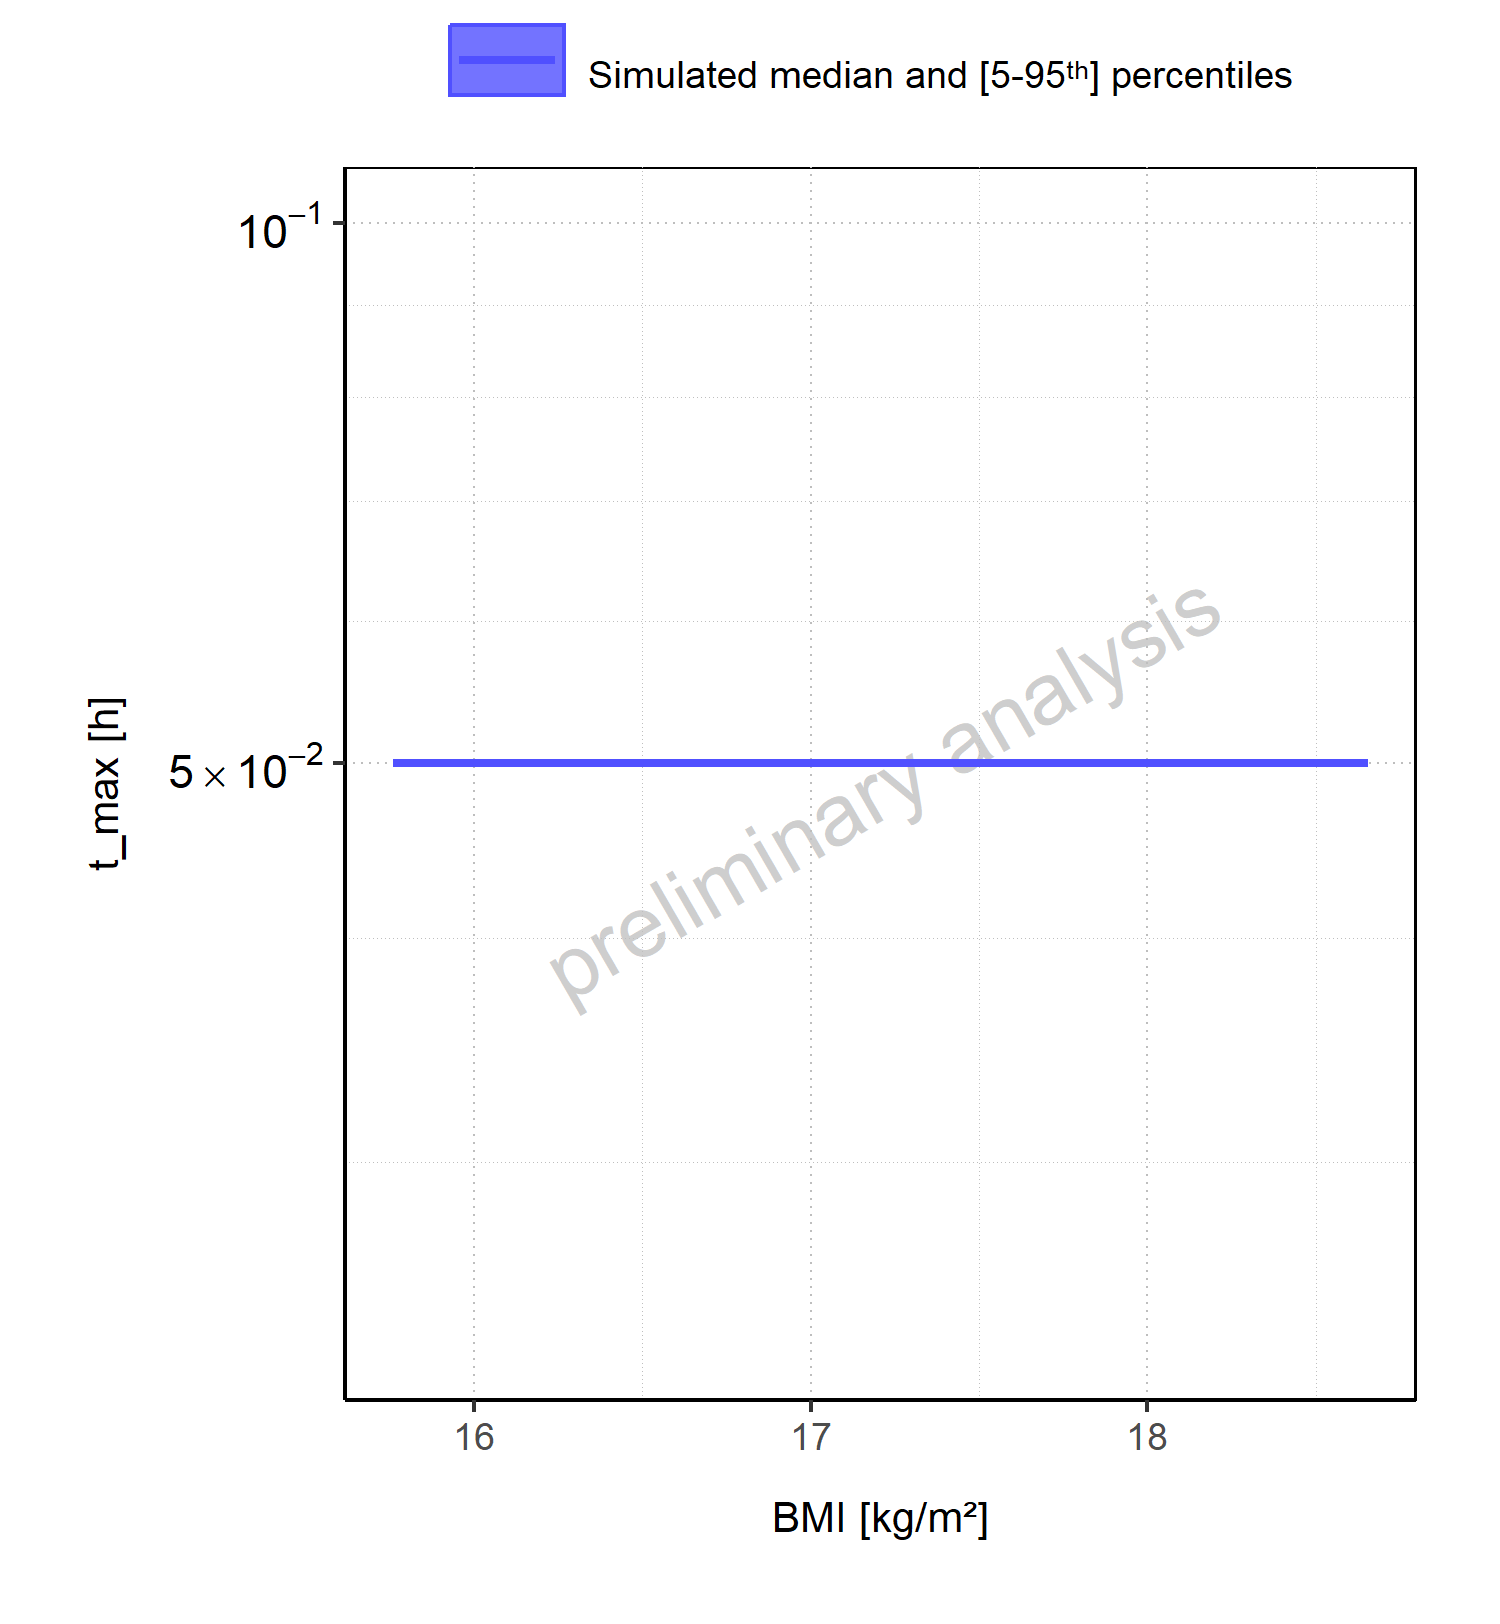 Simulated median and [5-95ᵗʰ] percentiles
10⁻¹
5 × 10⁻²
t_max [h]
preliminary analysis
16 17 18
BMI [kg/m²]